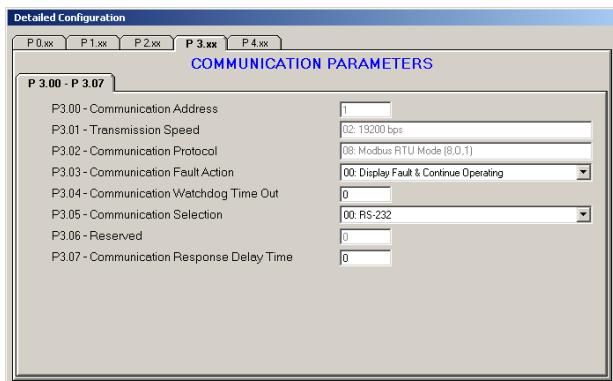 Detailed Configuration
P 0.xx P 1.xx P 2.xx P 3.xx P 4.xx
COMMUNICATION PARAMETERS
P 3.00 - P 3.07
P3.00 - Communication Address 1
P3.01 - Transmission Speed 02: 19200 bps
P3.02 - Communication Protocol 08: Modbus RTU Mode (8,O,1)
P3.03 - Communication Fault Action 00: Display Fault & Continue Operating
P3.04 - Communication Watchdog Time Out 0
P3.05 - Communication Selection 00: RS-232
P3.06 - Reserved 0
P3.07 - Communication Response Delay Time 0